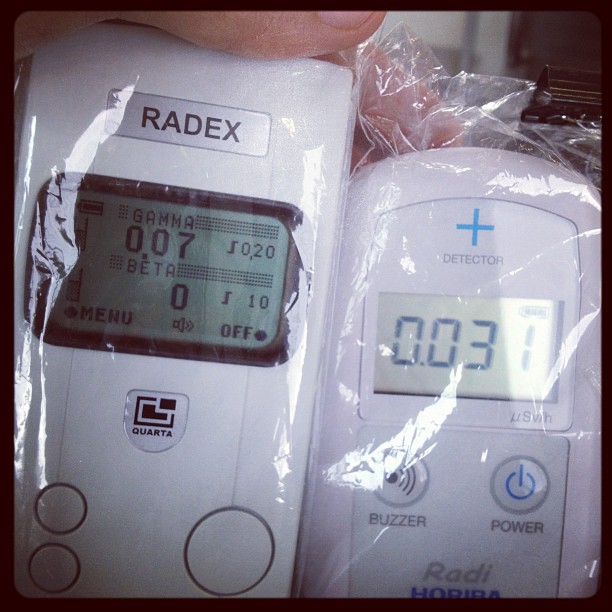 RADEX
GAMMA
0.07 0,20
BETA
0 10
MENU OFF
QUARTA
DETECTOR
0.031
μSv/h
BUZZER POWER
Radi
HORIBA